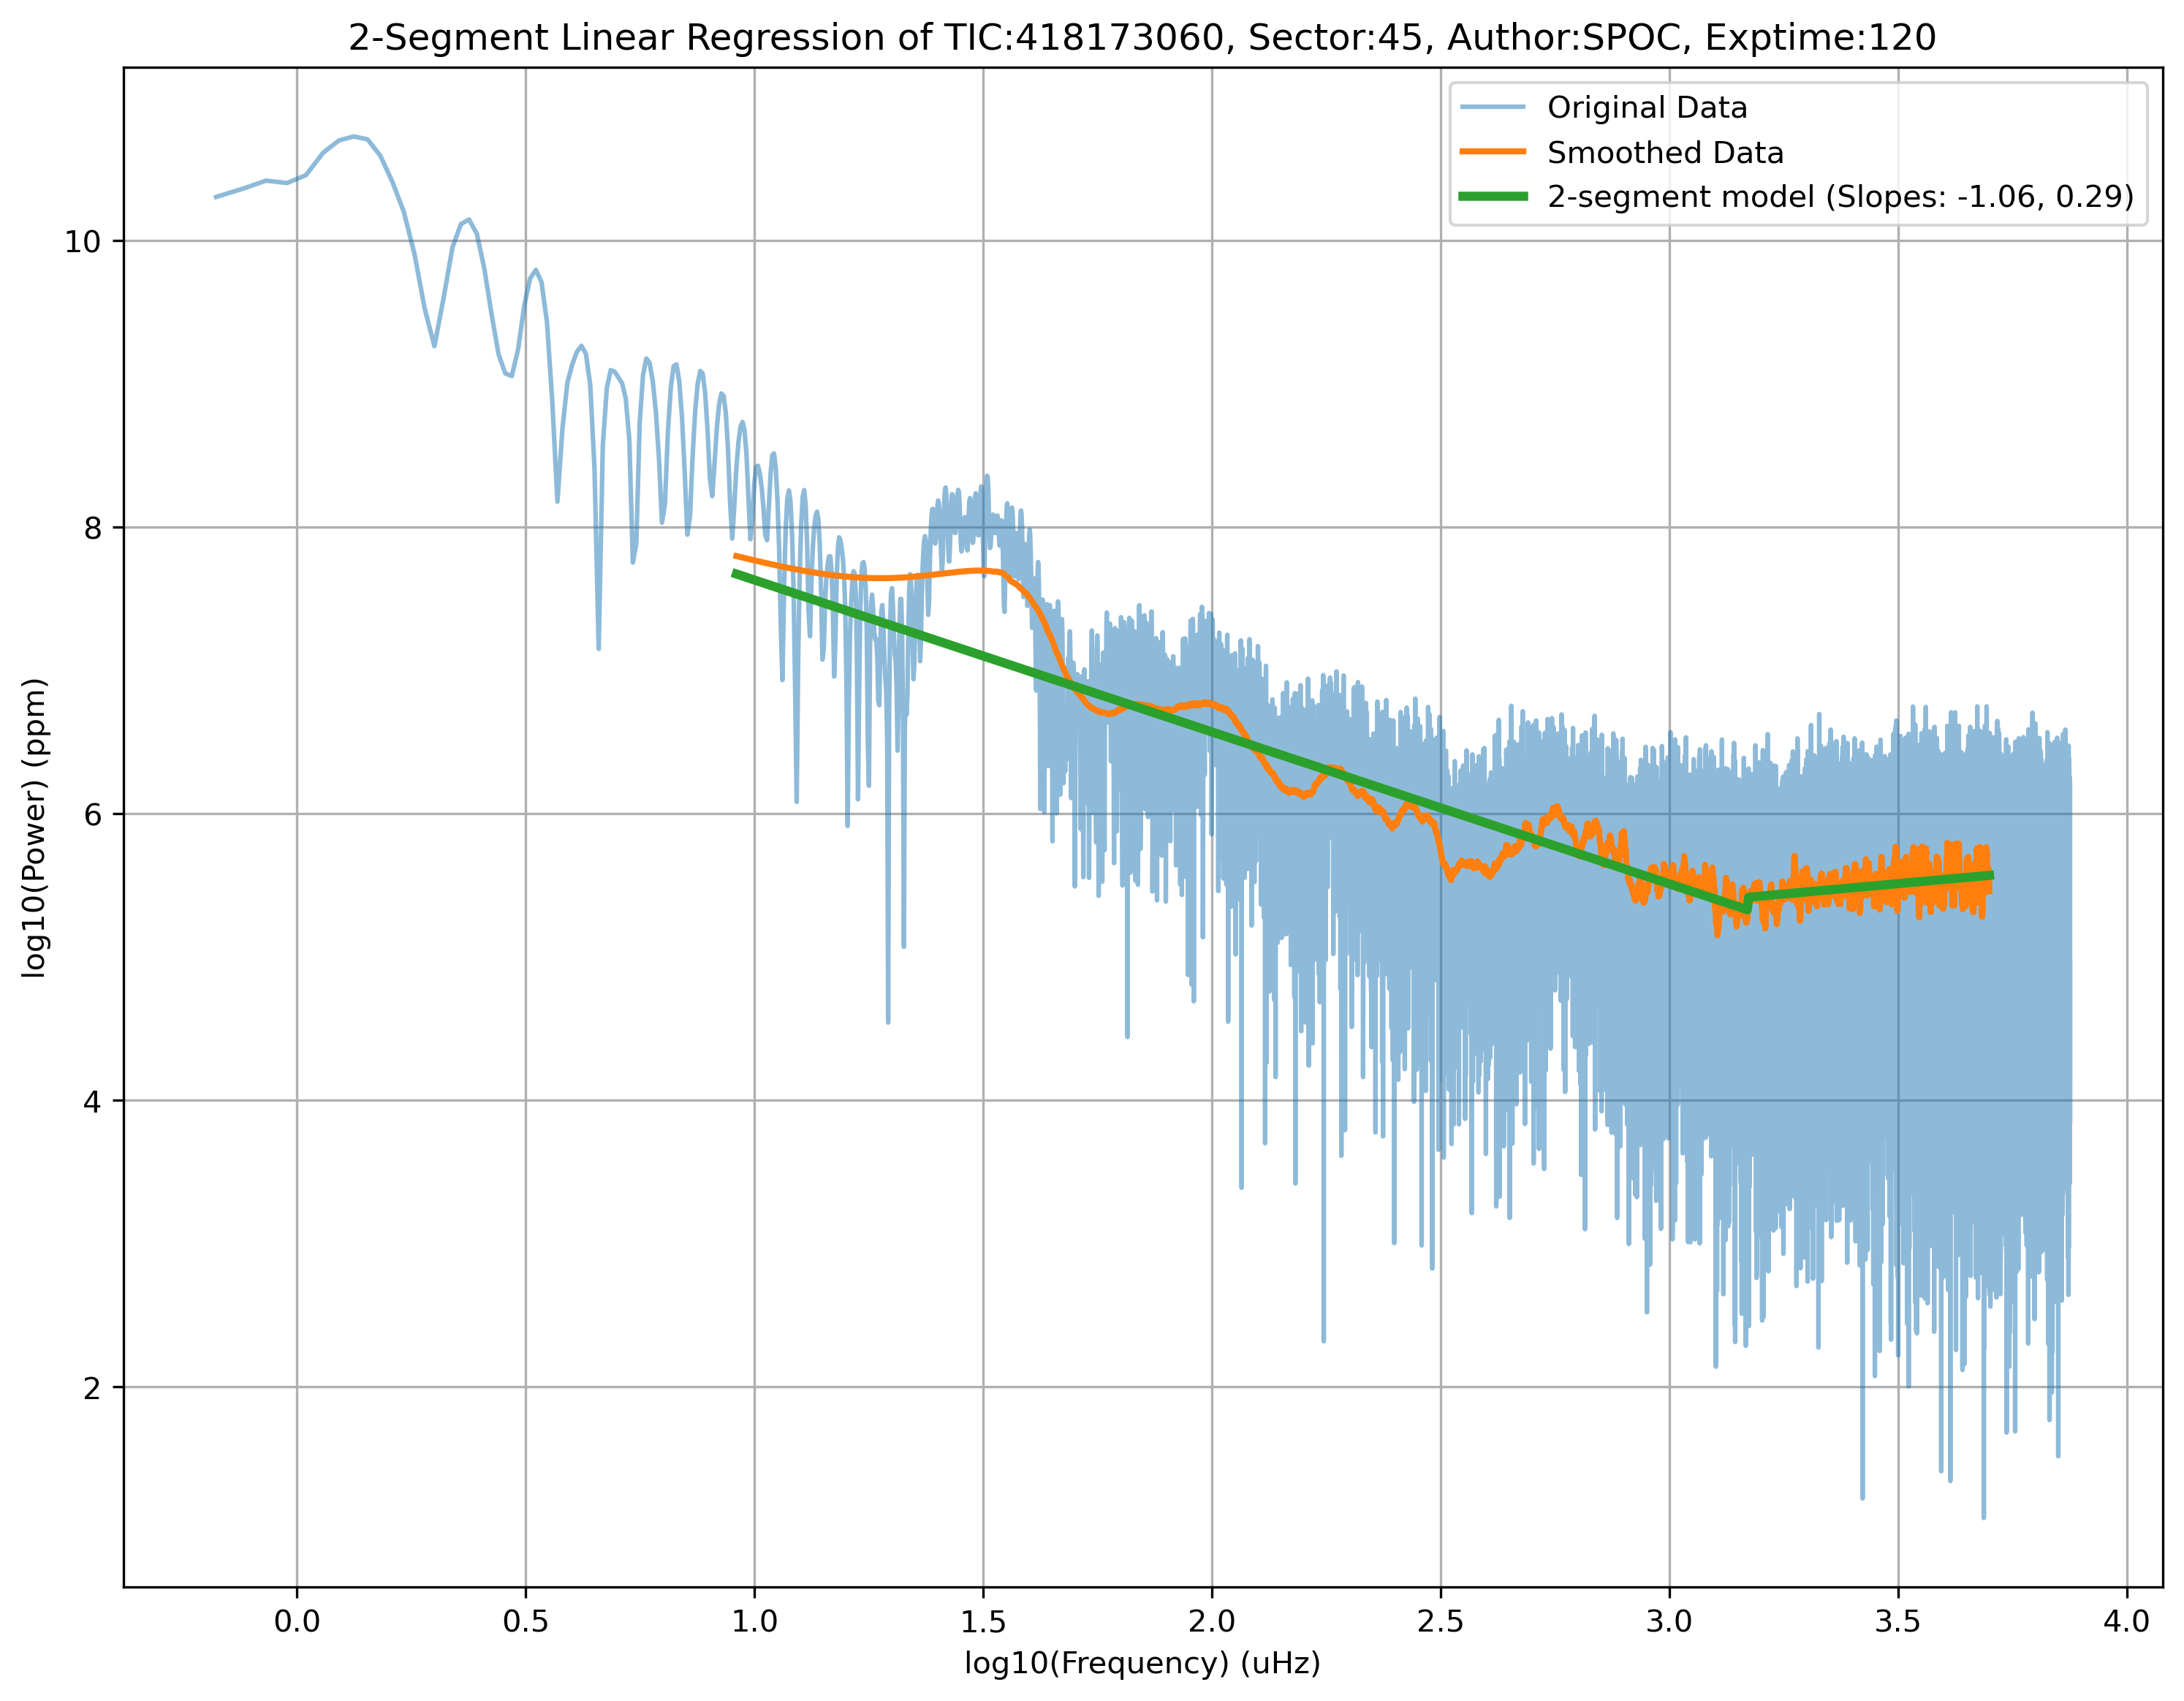 2-Segment Linear Regression of TIC:418173060, Sector:45, Author:SPOC, Exptime:120
Original Data
Smoothed Data
2-segment model (Slopes: -1.06, 0.29)
log10(Power) (ppm)
10
8
6
4
2
0.0 0.5 1.0 1.5 2.0 2.5 3.0 3.5 4.0
log10(Frequency) (uHz)